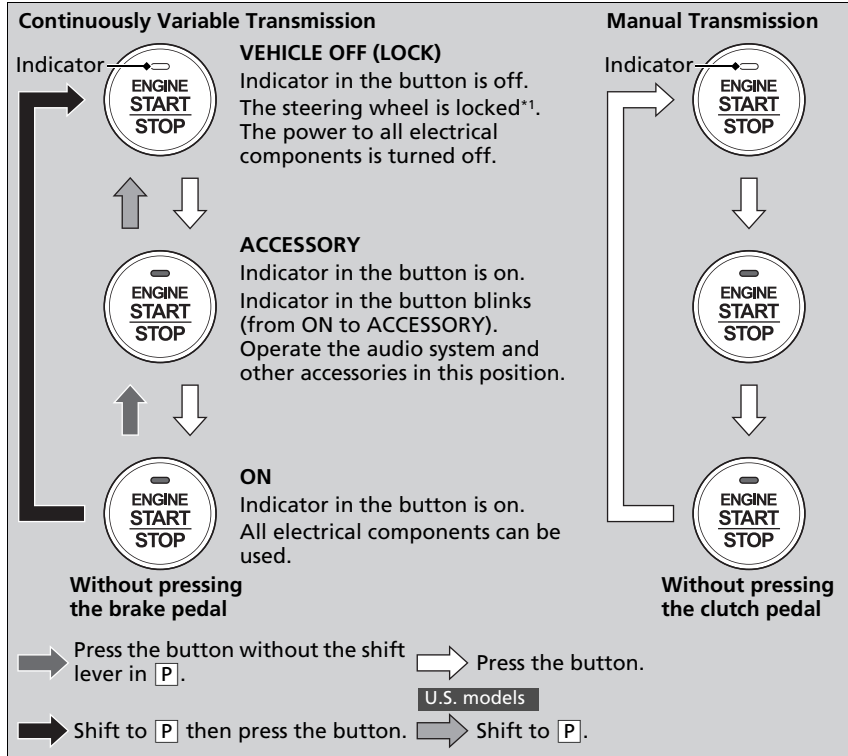 Continuously Variable Transmission
Manual Transmission
Indicator
ENGINE
START
STOP
VEHICLE OFF (LOCK)
Indicator in the button is off.
The steering wheel is locked*1.
The power to all electrical
components is turned off.
Indicator
ENGINE
START
STOP
ENGINE
START
STOP
ACCESSORY
Indicator in the button is on.
Indicator in the button blinks
(from ON to ACCESSORY).
Operate the audio system and
other accessories in this position.
ENGINE
START
STOP
ENGINE
START
STOP
ON
Indicator in the button is on.
All electrical components can be
used.
ENGINE
START
STOP
Without pressing
the brake pedal
Without pressing
the clutch pedal
Press the button without the shift
lever in P.
Press the button.
U.S. models
Shift to P then press the button.
Shift to P.